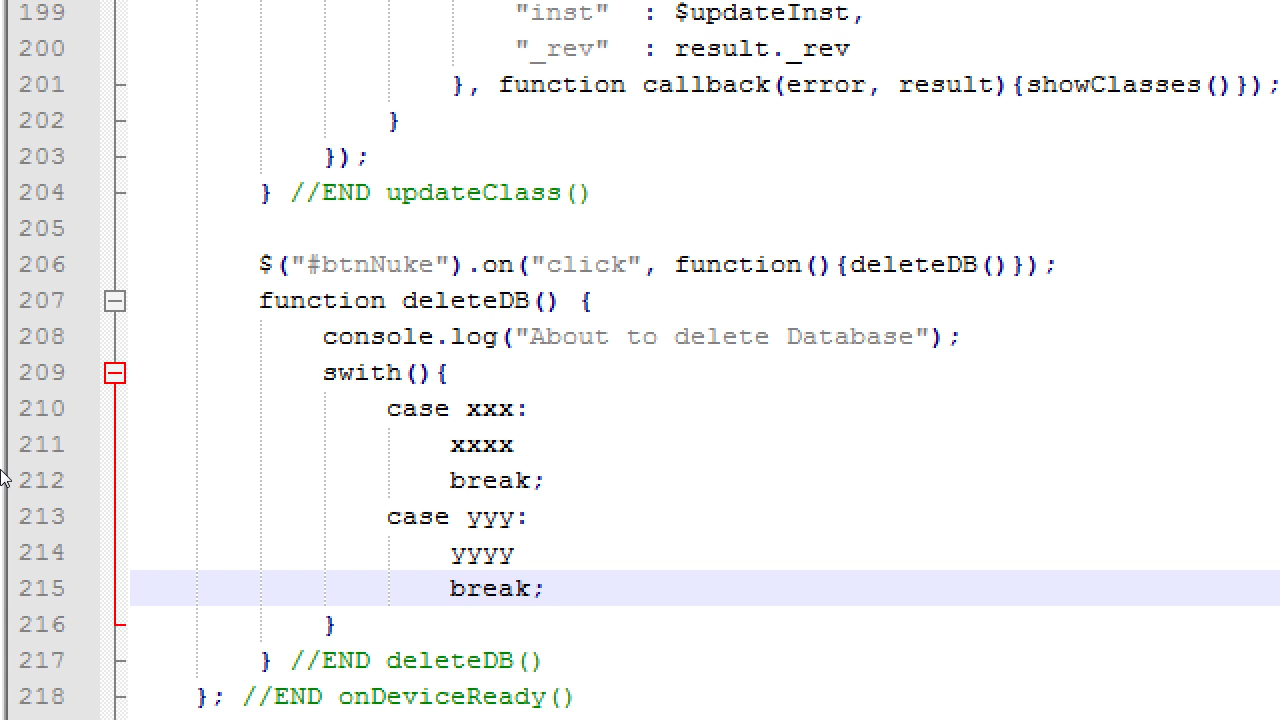 199 "inst" : $updateInst,
200 "_rev" : result._rev
201 }, function callback(error, result){showClasses()});
202 }
203 });
204 } //END updateClass()
205
206 $("#btnNuke").on("click", function(){deleteDB()});
207 function deleteDB() {
208 console.log("About to delete Database");
209 swith(){
210 case xxx:
211 xxxx
212 break;
213 case yyy:
214 yyyy
215 break;
216 }
217 } //END deleteDB()
218 }; //END onDeviceReady()